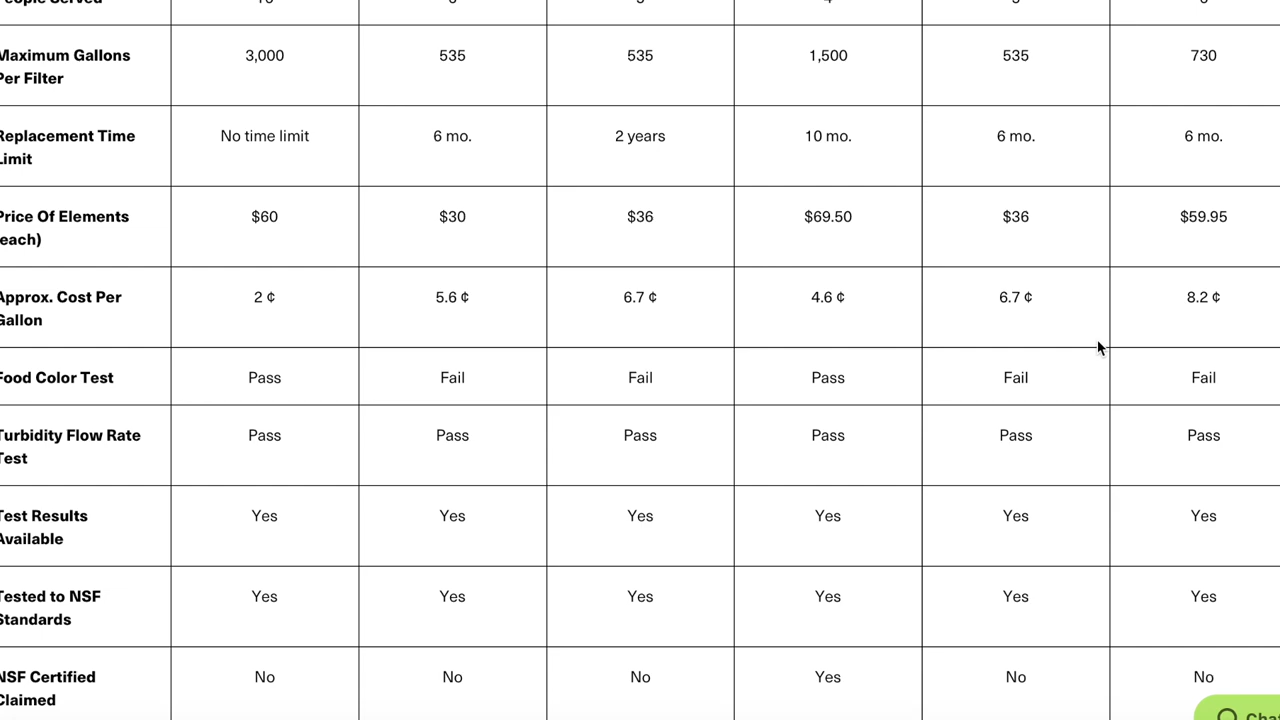 Maximum Gallons 3,000 535 535 1,500 535 730
Per Filter
Replacement Time No time limit 6 mo. 2 years 10 mo. 6 mo. 6 mo.
Limit
Price Of Elements $60 $30 $36 $69.50 $36 $59.95
each)
Approx. Cost Per 2 ¢ 5.6 ¢ 6.7 ¢ 4.6 ¢ 6.7 ¢ 8.2 ¢
Gallon
Food Color Test Pass Fail Fail Pass Fail Fail
Turbidity Flow Rate Pass Pass Pass Pass Pass Pass
Test
Test Results Yes Yes Yes Yes Yes Yes
Available
Tested to NSF Yes Yes Yes Yes Yes Yes
Standards
NSF Certified No No No Yes No No
Claimed